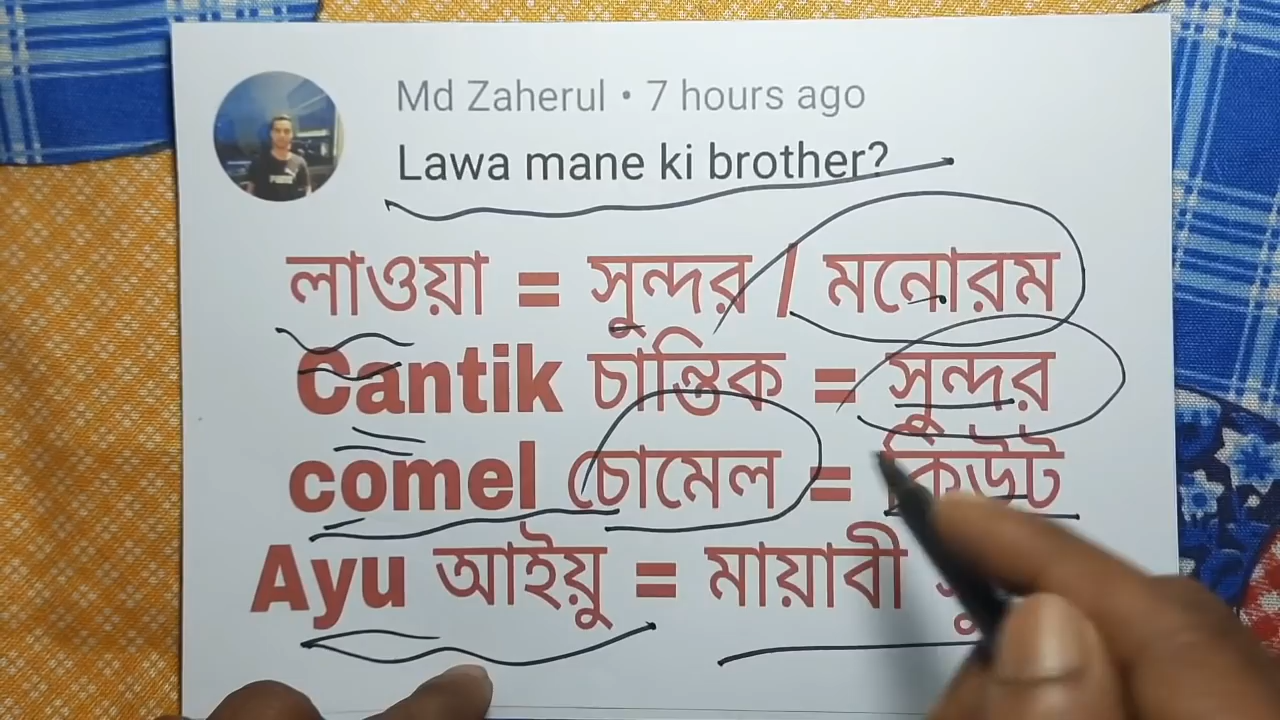 Md Zaherul • 7 hours ago
Lawa mane ki brother?
লাওয়া = সুন্দর / মনোরম
Cantik চান্তিক = সুন্দর
comel চোমেল = কিউট
Ayu আইয়ু = মায়াবী